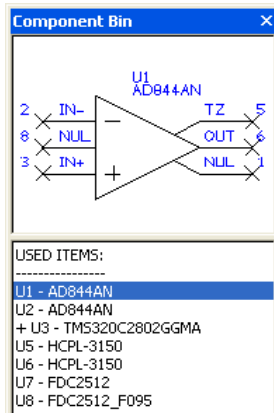 Component Bin
U1
AD844AN
2 IN- TZ 5
8 NUL OUT 6
3 IN+ NUL 1
USED ITEMS:
---------------
U1 - AD844AN
U2 - AD844AN
+ U3 - TMS320C2802GGMA
U5 - HCPL-3150
U6 - HCPL-3150
U7 - FDC2512
U8 - FDC2512_F095